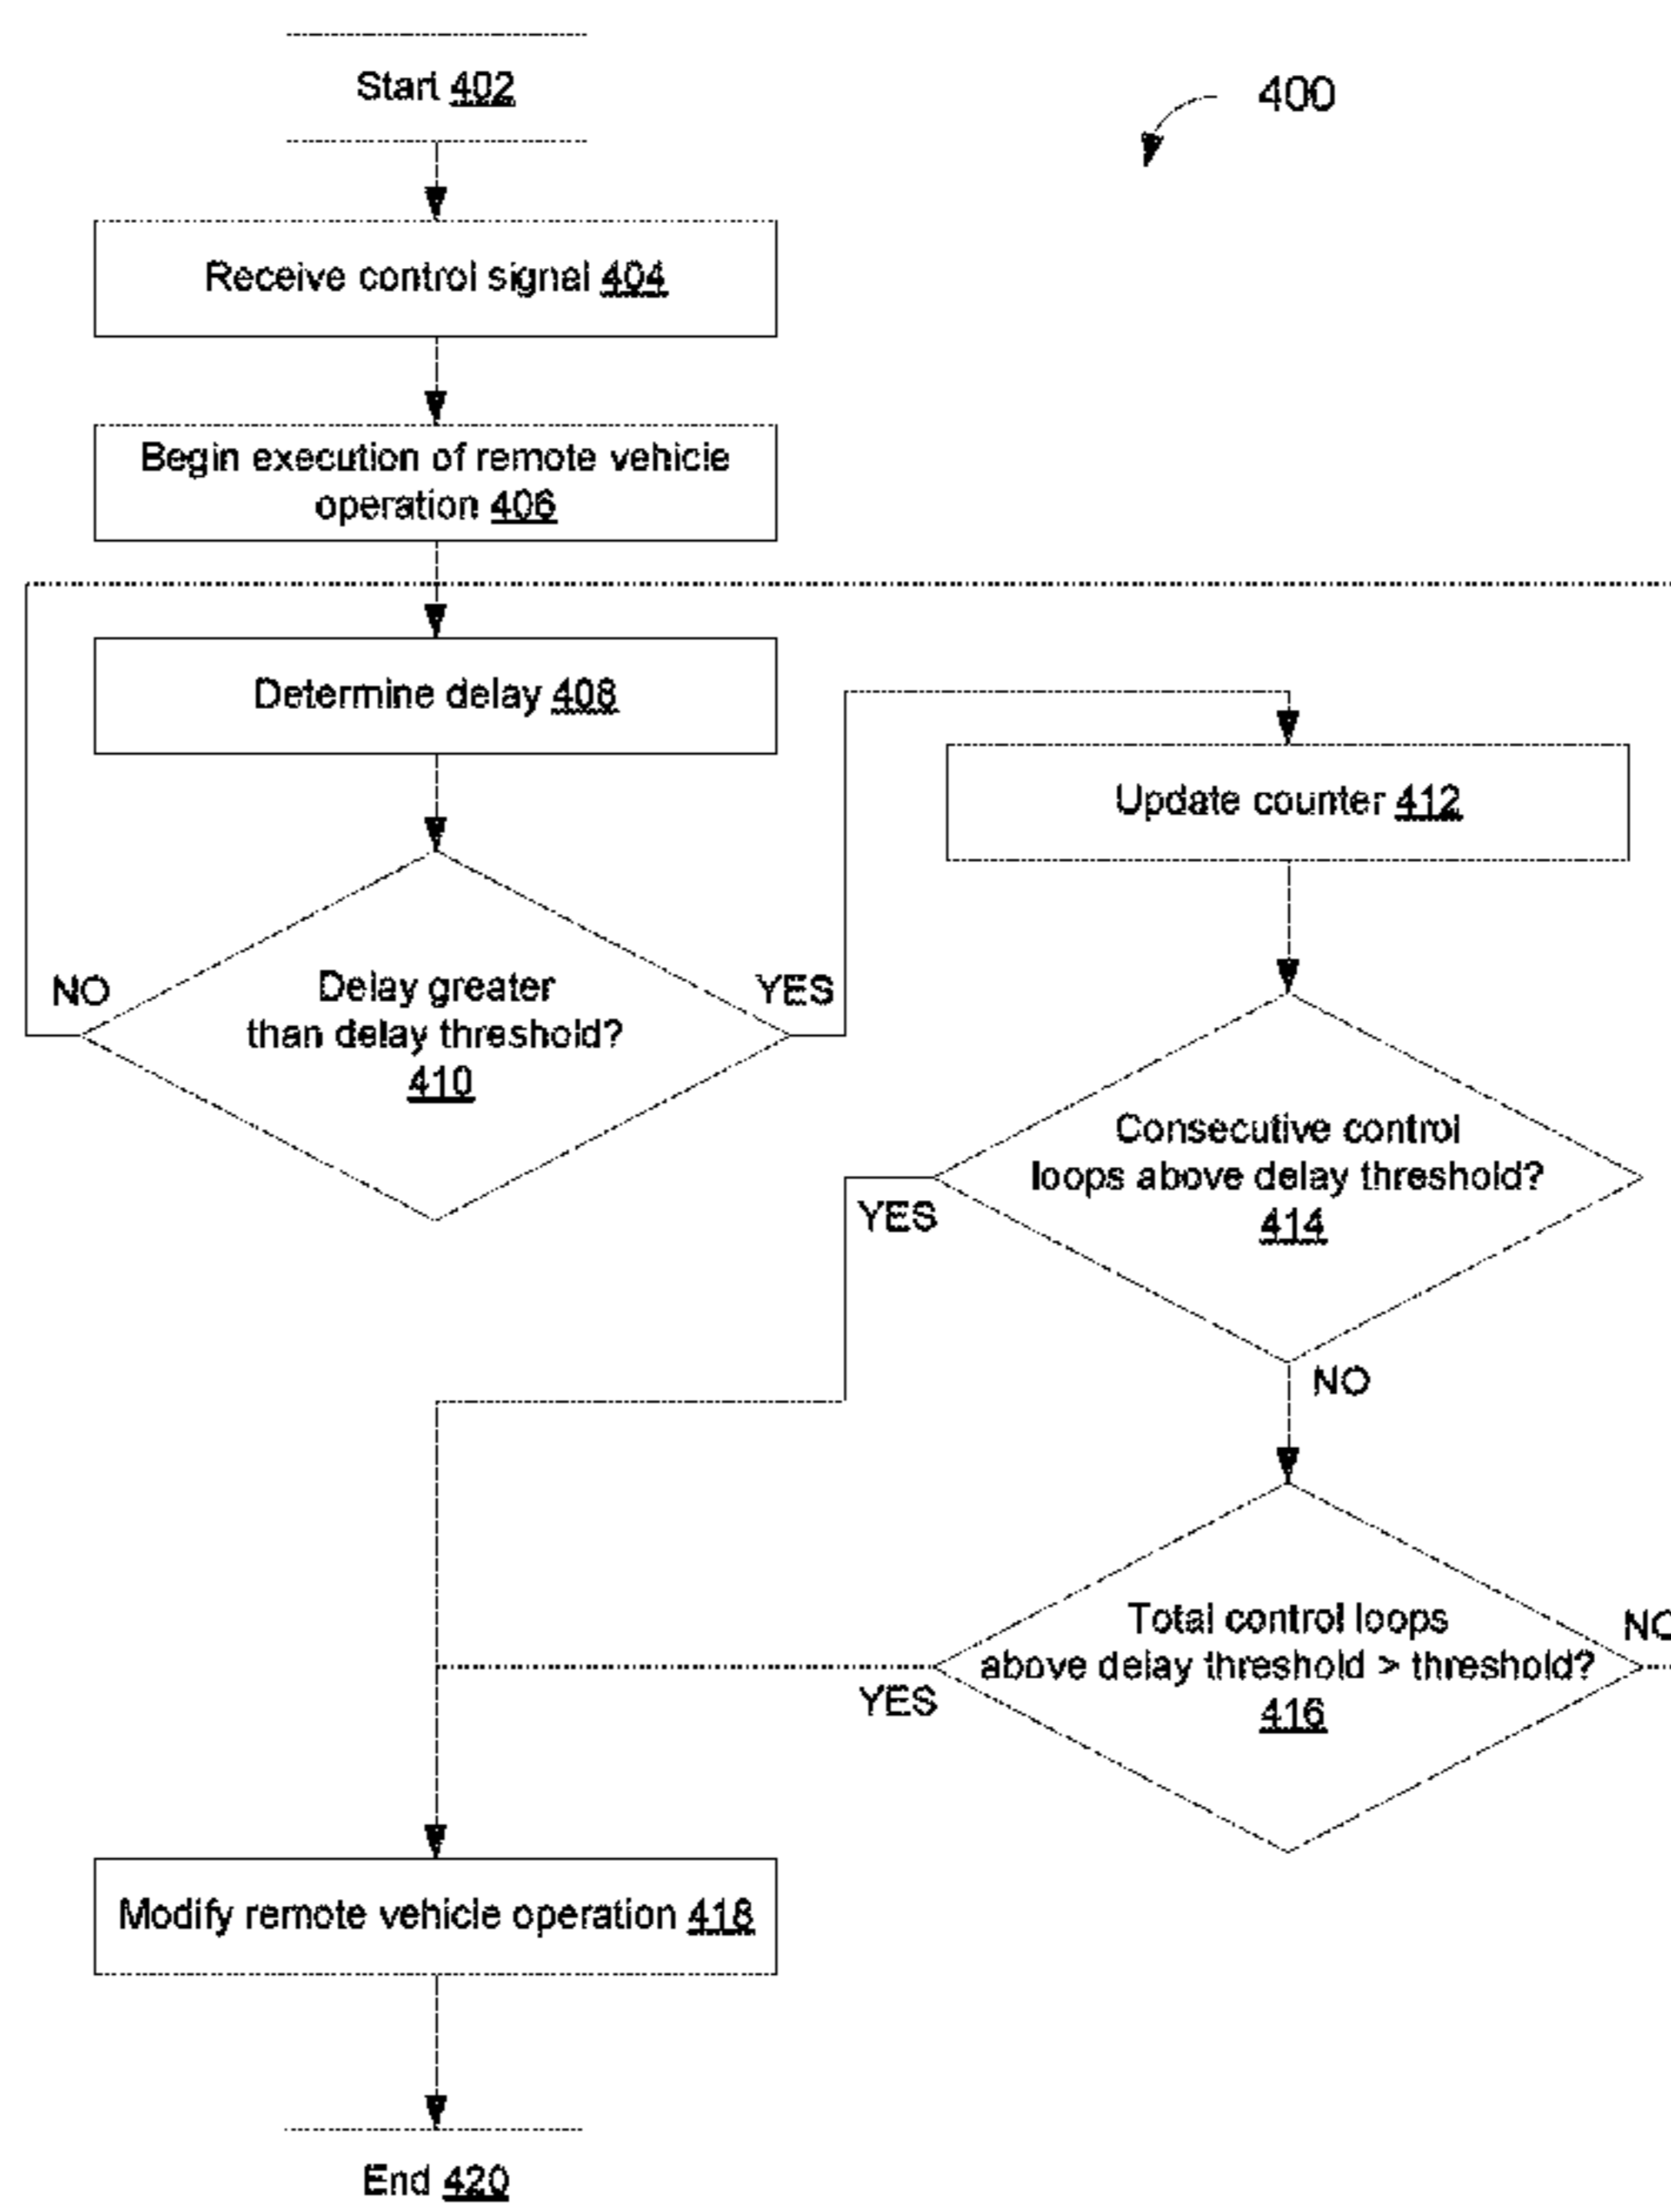 Start 402
400
Receive control signal 404
Begin execution of remote vehicle
operation 406
Determine delay 408
Update counter 412
NO
Delay greater
than delay threshold?
410
YES
Consecutive control
loops above delay threshold?
414
YES
NO
Total control loops
above delay threshold > threshold?
416
YES
NO
Modify remote vehicle operation 418
End 420